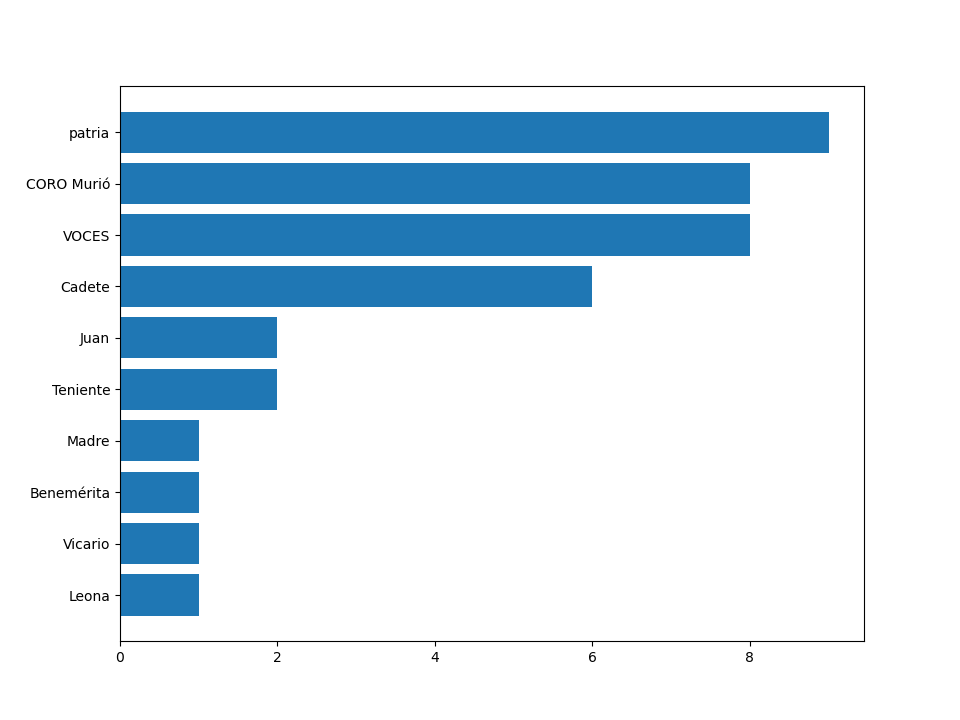 patria
CORO Murió
VOCES
Cadete
Juan
Teniente
Madre
Benemérita
Vicario
Leona
0 2 4 6 8